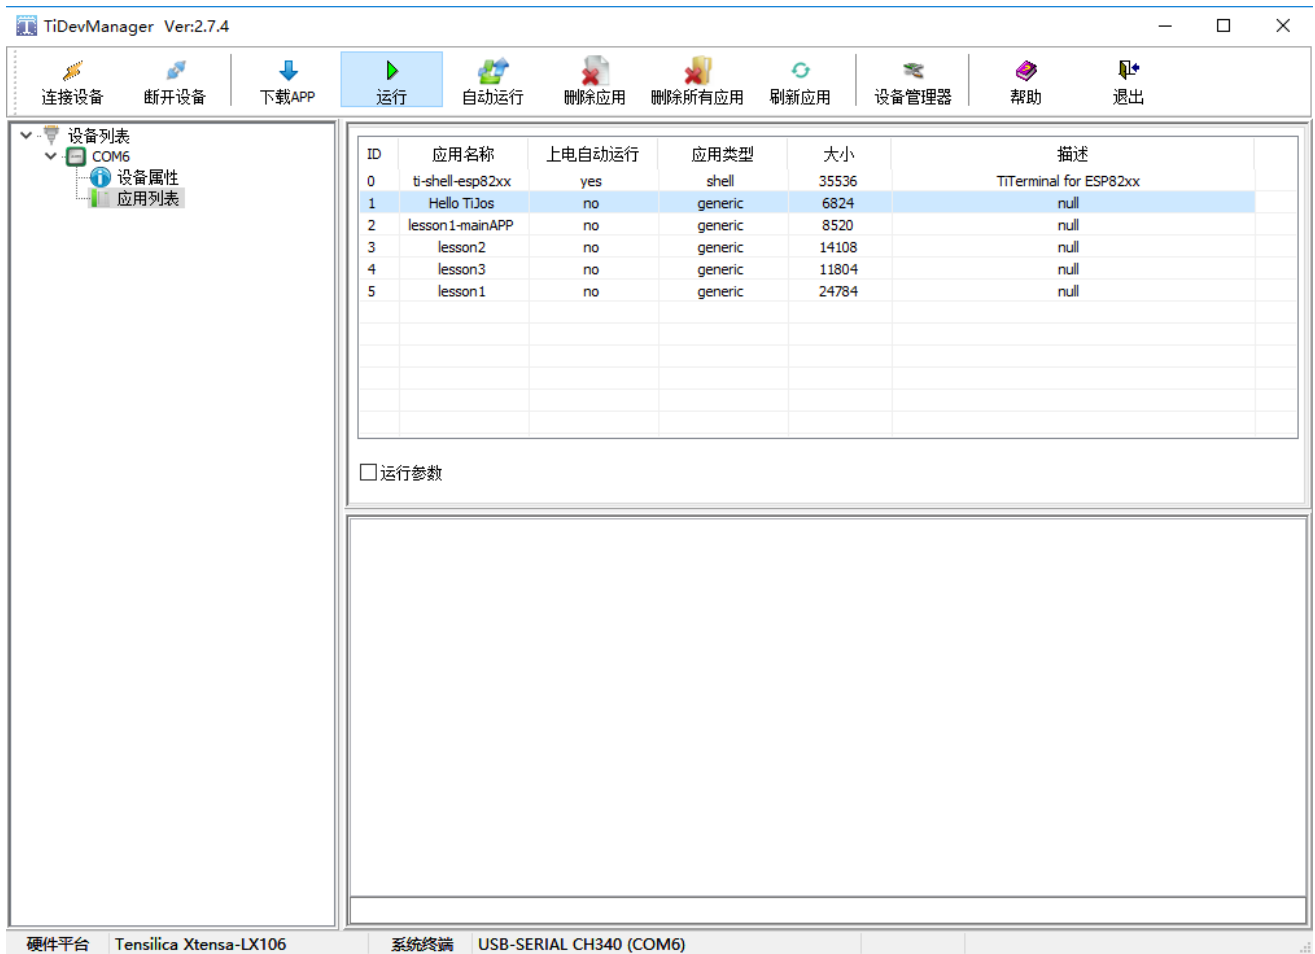 TiDevManager Ver:2.7.4
连接设备 断开设备 下载APP 运行 自动运行 删除应用 删除所有应用 刷新应用 设备管理器 帮助 退出
设备列表
COM6
设备属性
应用列表
ID 应用名称 上电自动运行 应用类型 大小 描述
0 ti-shell-esp82xx yes shell 35536 TiTerminal for ESP82xx
1 Hello TiJos no generic 6824 null
2 lesson1-mainAPP no generic 8520 null
3 lesson2 no generic 14108 null
4 lesson3 no generic 11804 null
5 lesson1 no generic 24784 null
运行参数
硬件平台 Tensilica Xtensa-LX106 系统终端 USB-SERIAL CH340 (COM6)